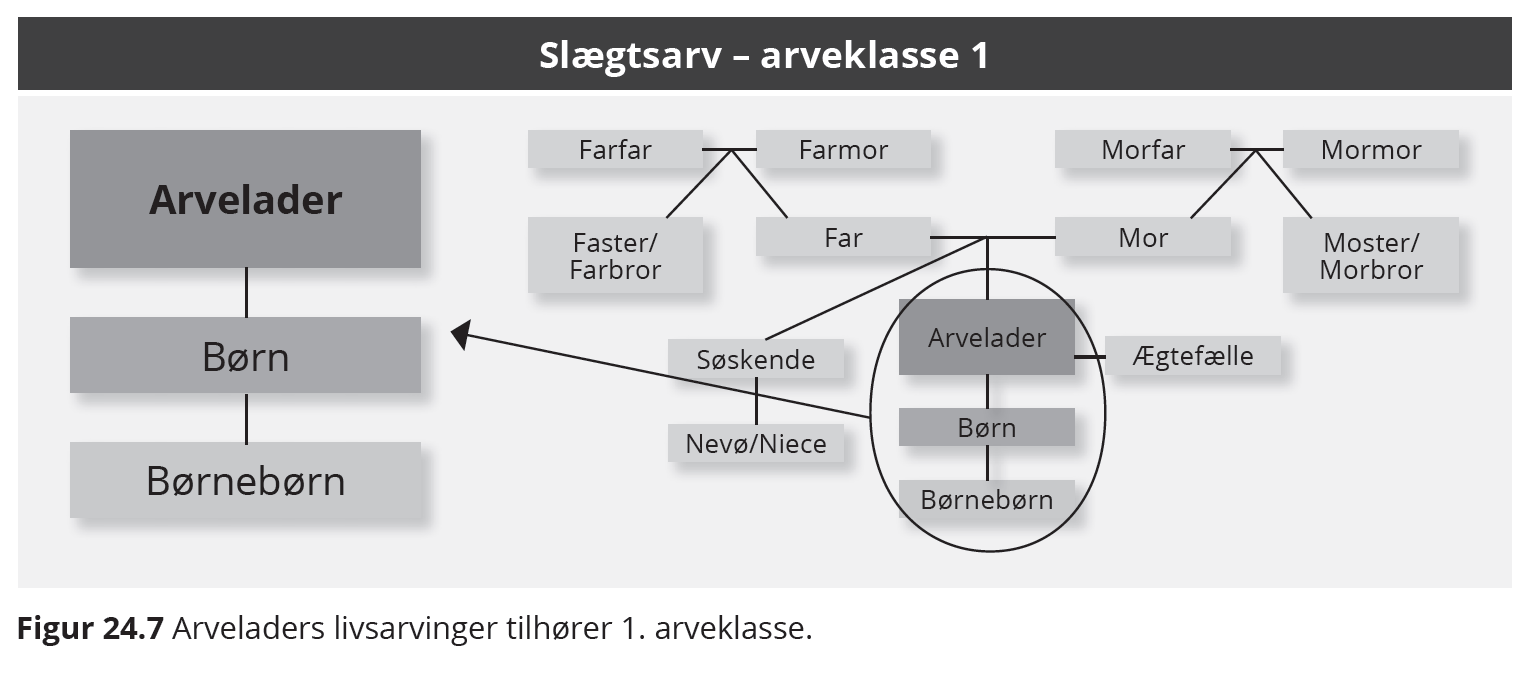 Slægtsarv – arveklasse 1
Arvelader
Børn
Børnebørn
Farfar
Farmor
Morfar
Mormor
Faster/
Farbror
Far
Mor
Moster/
Morbror
Søskende
Nevø/Niece
Arvelader
Ægtefælle
Børn
Børnebørn
Figur 24.7 Arveladers livsarvinger tilhører 1. arveklasse.